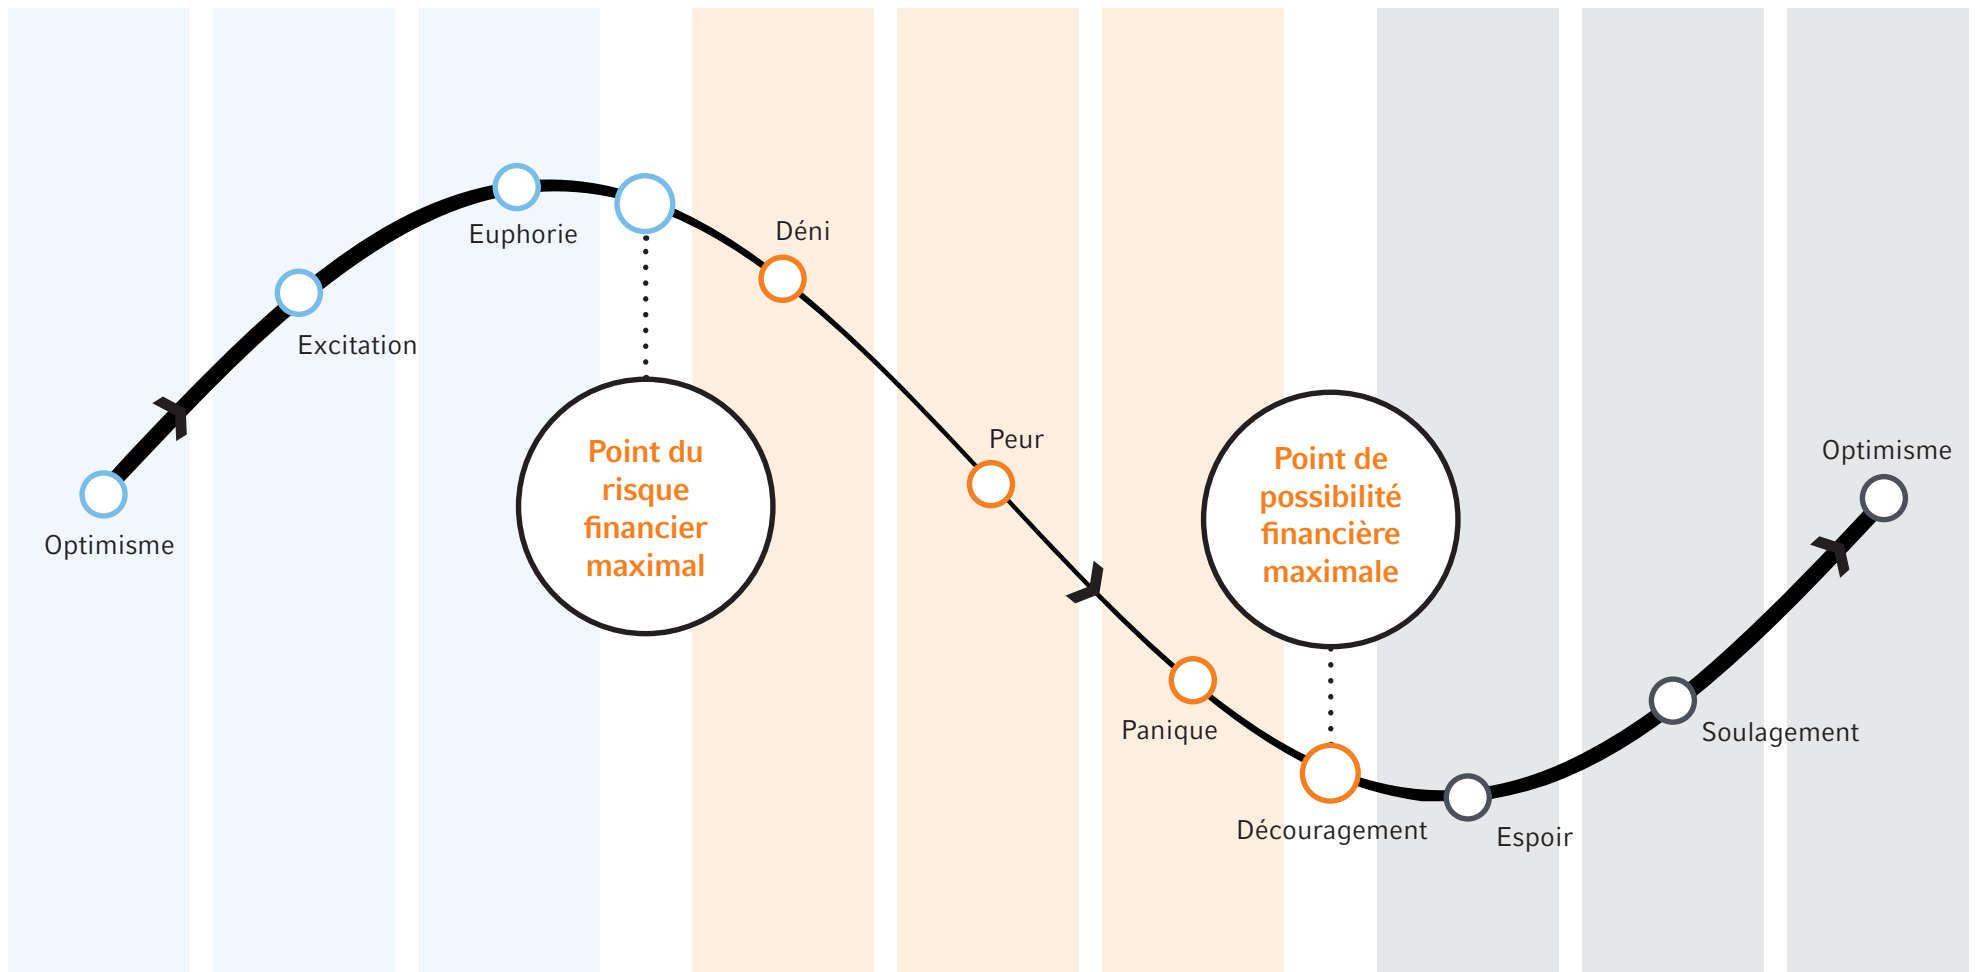 Optimisme
Excitation
Euphorie
Point du
risque
financier
maximal
Déni
Peur
Panique
Point de
possibilité
financière
maximale
Découragement
Espoir
Soulagement
Optimisme